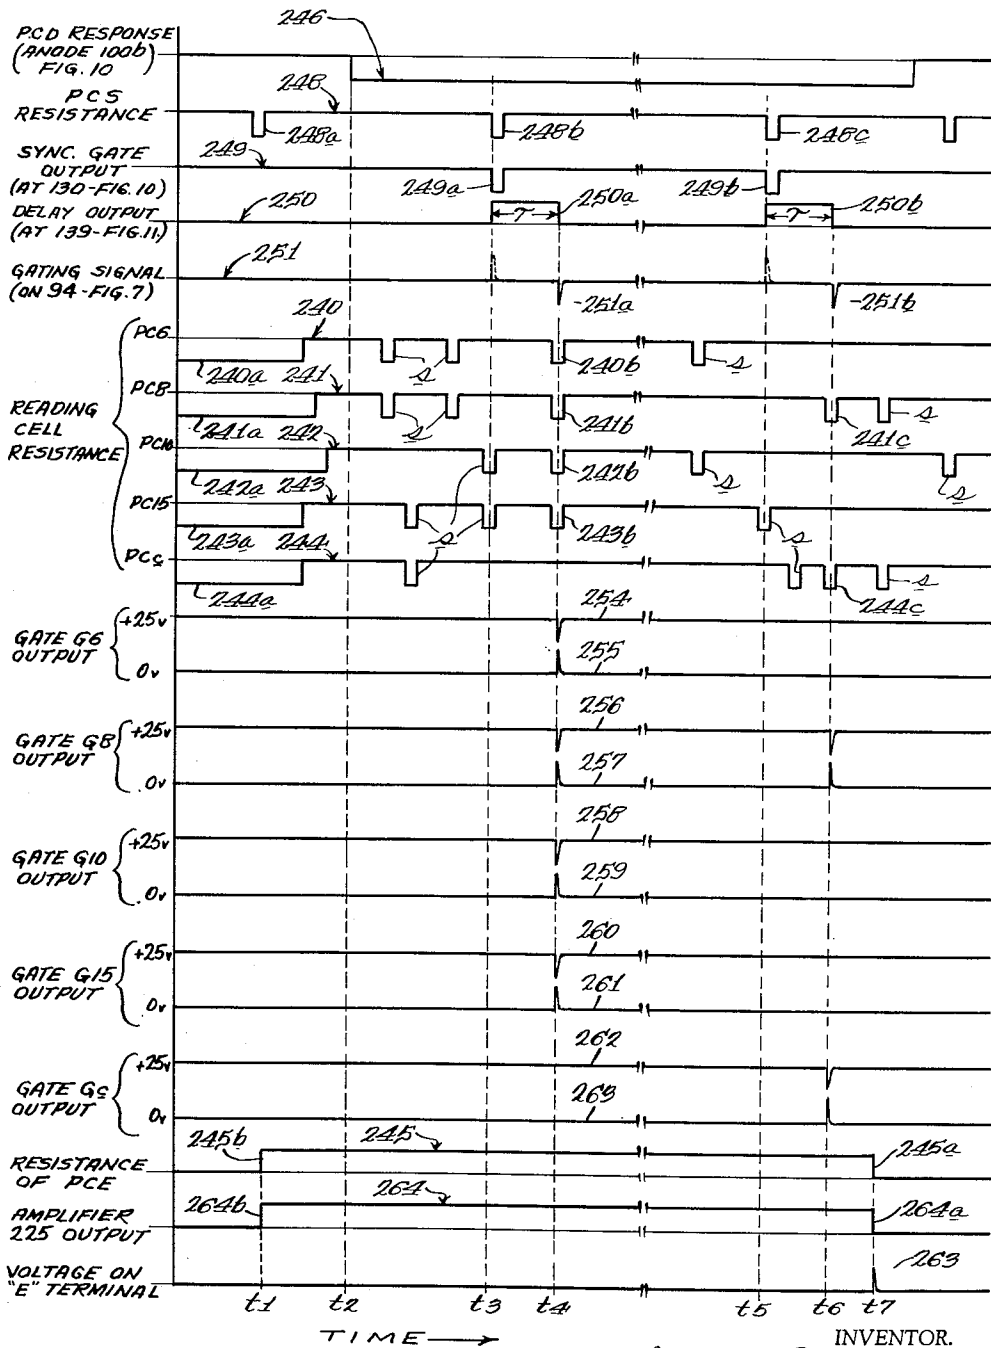 PCD RESPONSE
(ANODE 100b)
FIG. 10
246
PCS
RESISTANCE
248
248a
248b
248c
SYNC. GATE
OUTPUT
(AT 130-FIG. 10)
249
249a
249b
DELAY OUTPUT
(AT 139-FIG. 11)
250
τ
250a
τ
250b
GATING SIGNAL
(ON 94-FIG. 7)
251
251a
251b
READING
CELL
RESISTANCE
PC6
240
240a
s
240b
s
PC8
241
241a
s
241b
241c
s
PC10
242
242a
242b
s
s
PC15
243
243a
s
243b
s
PCc
244
244a
244c
s
GATE G6
OUTPUT
+25v
0v
254
255
GATE G8
OUTPUT
+25v
0v
256
257
GATE G10
OUTPUT
+25v
0v
258
259
GATE G15
OUTPUT
+25v
0v
260
261
GATE Gc
OUTPUT
+25v
0v
262
263
RESISTANCE
OF PCE
245b
245
245a
AMPLIFIER
225 OUTPUT
264b
264
264a
VOLTAGE ON
"E" TERMINAL
263
t1 t2 t3 t4 t5 t6 t7
TIME
INVENTOR.